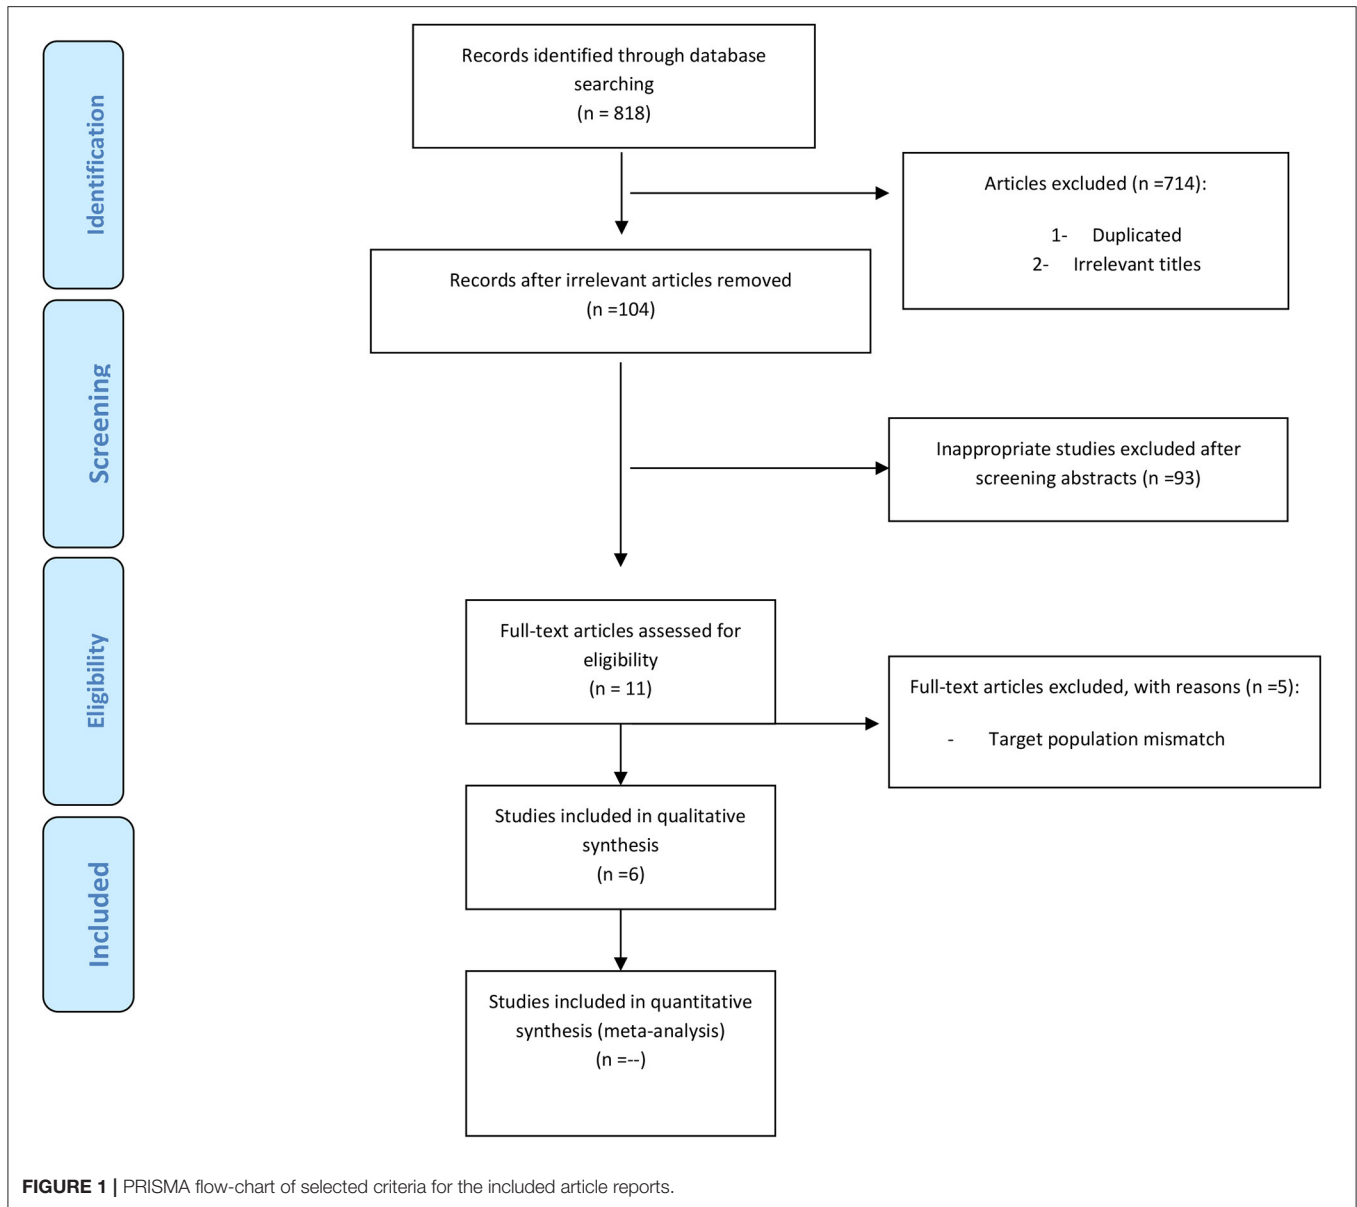 Identification
Records identified through database
searching
(n = 818)
Articles excluded (n =714):
1- Duplicated
2- Irrelevant titles
Records after irrelevant articles removed
(n =104)
Screening
Inappropriate studies excluded after
screening abstracts (n =93)
Eligibility
Full-text articles assessed for
eligibility
(n = 11)
Full-text articles excluded, with reasons (n =5):
- Target population mismatch
Studies included in qualitative
synthesis
(n =6)
Included
Studies included in quantitative
synthesis (meta-analysis)
(n =--)
FIGURE 1 | PRISMA flow-chart of selected criteria for the included article reports.